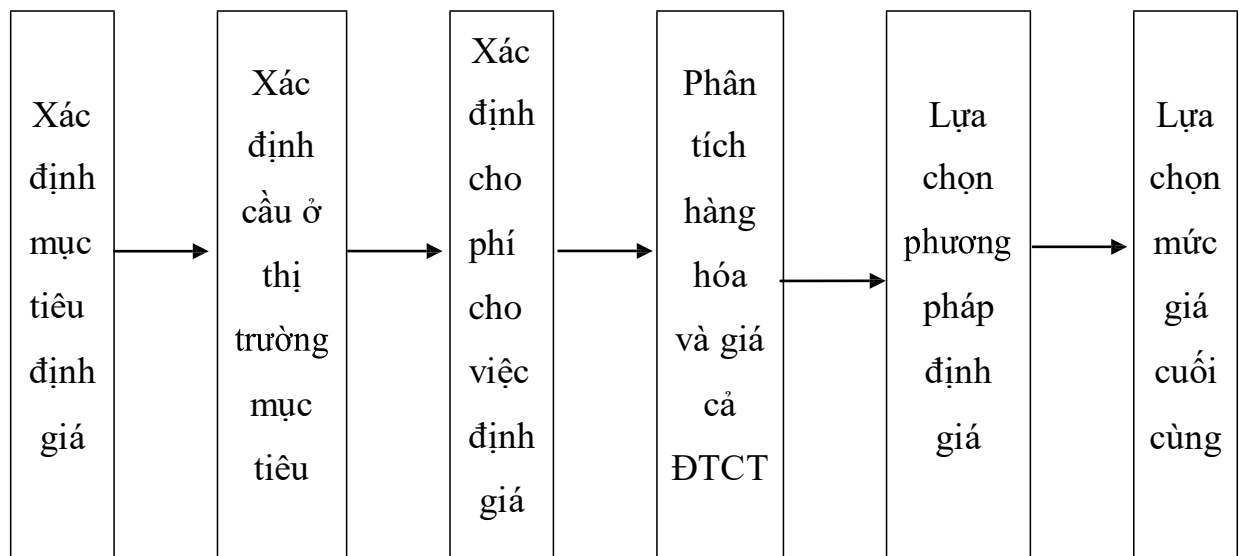 Xác
định
mục
tiêu
định
giá
Xác
định
cầu ở
thị
trường
mục
tiêu
Xác
định
cho
phí
cho
việc
định
giá
Phân
tích
hàng
hóa
và giá
cả
ĐTCT
Lựa
chọn
phương
pháp
định
giá
Lựa
chọn
mức
giá
cuối
cùng